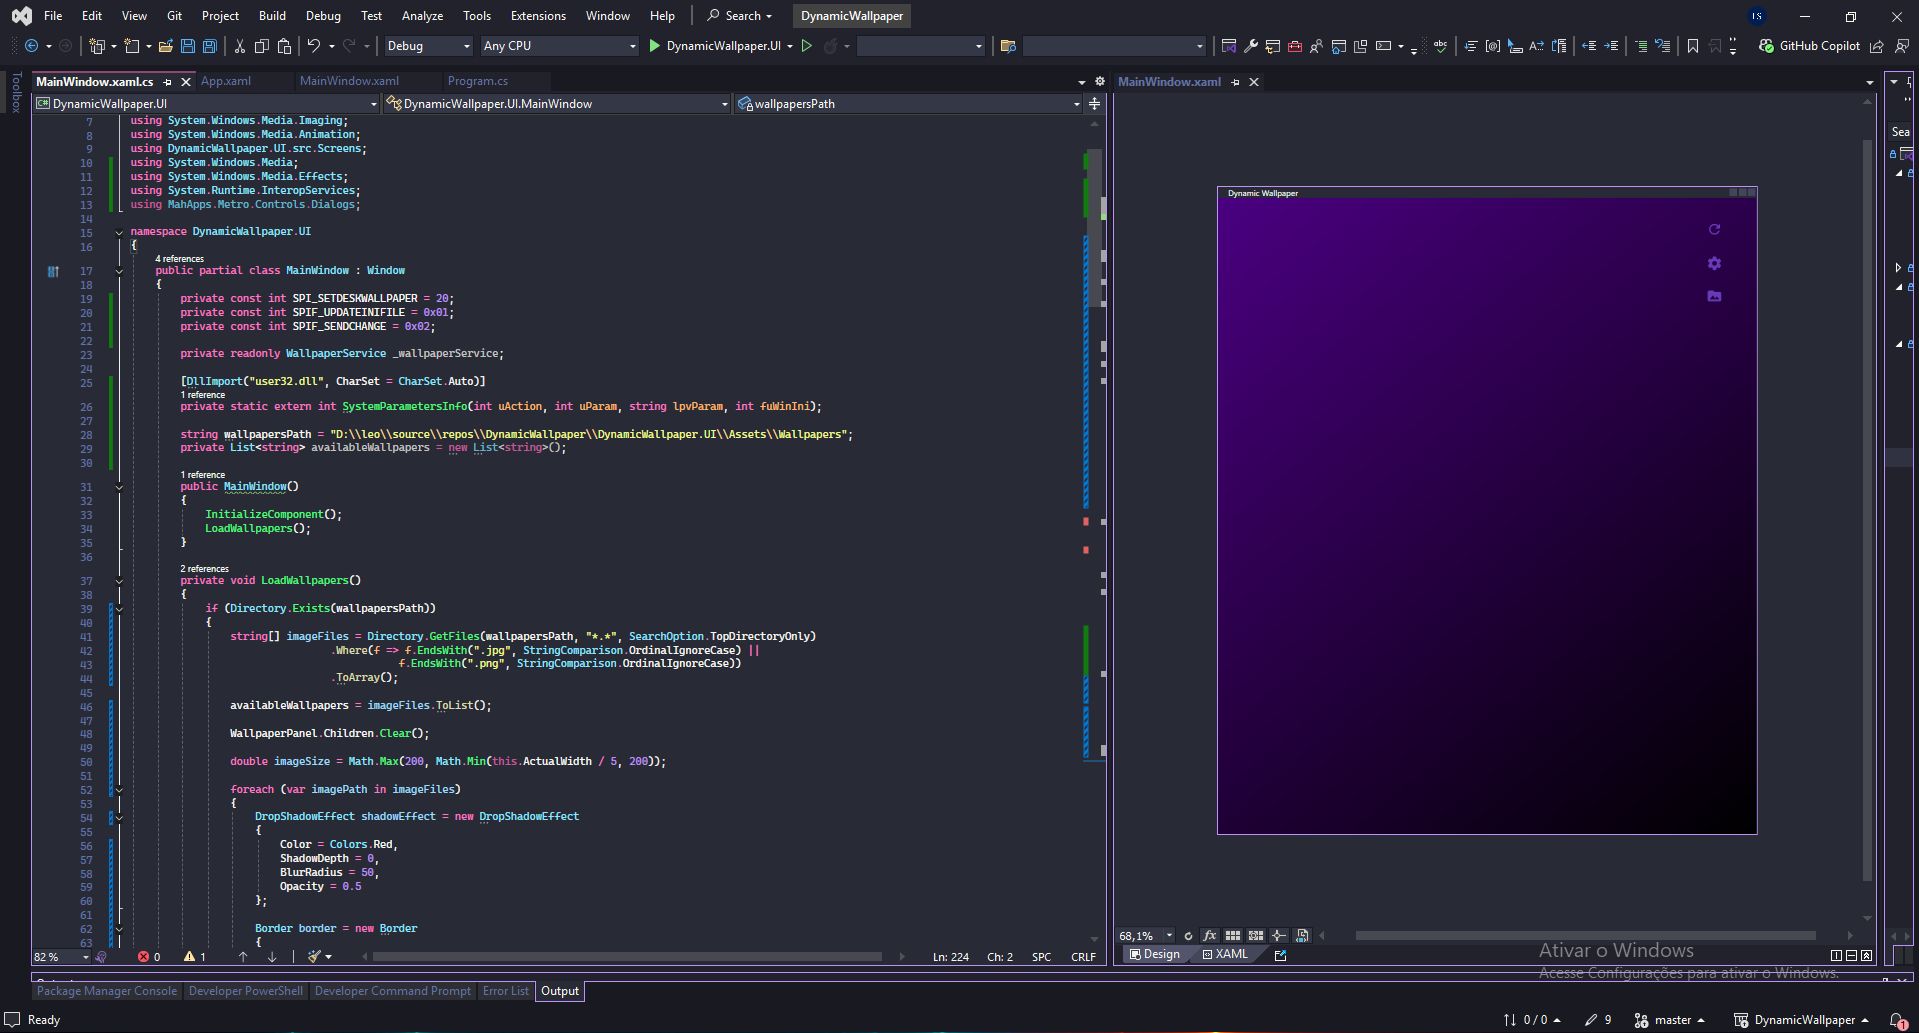 File Edit View Git Project Build Debug Test Analyze Tools Extensions Window Help Search DynamicWallpaper LS
Debug Any CPU DynamicWallpaper.UI GitHub Copilot
Toolbox
MainWindow.xaml.cs App.xaml MainWindow.xaml Program.cs MainWindow.xaml
DynamicWallpaper.UI DynamicWallpaper.UI.MainWindow wallpapersPath
7 using System.Windows.Media.Imaging;
8 using System.Windows.Media.Animation;
9 using DynamicWallpaper.UI.src.Screens;
10 using System.Windows.Media;
11 using System.Windows.Media.Effects;
12 using System.Runtime.InteropServices;
13 using MahApps.Metro.Controls.Dialogs;
14
15 namespace DynamicWallpaper.UI
16 {
4 references
17 public partial class MainWindow : Window
18 {
19 private const int SPI_SETDESKWALLPAPER = 20;
20 private const int SPIF_UPDATEINIFILE = 0x01;
21 private const int SPIF_SENDCHANGE = 0x02;
22
23 private readonly WallpaperService _wallpaperService;
24
25 [DllImport("user32.dll", CharSet = CharSet.Auto)]
1 reference
26 private static extern int SystemParametersInfo(int uAction, int uParam, string lpvParam, int fuWinIni);
27
28 string wallpapersPath = "D:\\leo\\source\\repos\\DynamicWallpaper\\DynamicWallpaper.UI\\Assets\\Wallpapers";
29 private List<string> availableWallpapers = new List<string>();
30
1 reference
31 public MainWindow()
32 {
33 InitializeComponent();
34 LoadWallpapers();
35 }
36
2 references
37 private void LoadWallpapers()
38 {
39 if (Directory.Exists(wallpapersPath))
40 {
41 string[] imageFiles = Directory.GetFiles(wallpapersPath, "*.*", SearchOption.TopDirectoryOnly)
42 .Where(f => f.EndsWith(".jpg", StringComparison.OrdinalIgnoreCase) ||
43 f.EndsWith(".png", StringComparison.OrdinalIgnoreCase))
44 .ToArray();
45
46 availableWallpapers = imageFiles.ToList();
47
48 WallpaperPanel.Children.Clear();
49
50 double imageSize = Math.Max(200, Math.Min(this.ActualWidth / 5, 200));
51
52 foreach (var imagePath in imageFiles)
53 {
54 DropShadowEffect shadowEffect = new DropShadowEffect
55 {
56 Color = Colors.Red,
57 ShadowDepth = 0,
58 BlurRadius = 50,
59 Opacity = 0.5
60 };
61
62 Border border = new Border
63 {
82 % 0 1 Ln: 224 Ch: 2 SPC CRLF
Dynamic Wallpaper
Sea
68,1% fx
Design XAML
Ativar o Windows
Acesse Configurações para ativar o Windows.
Package Manager Console Developer PowerShell Developer Command Prompt Error List Output
Ready 0 / 0 9 master DynamicWallpaper 1